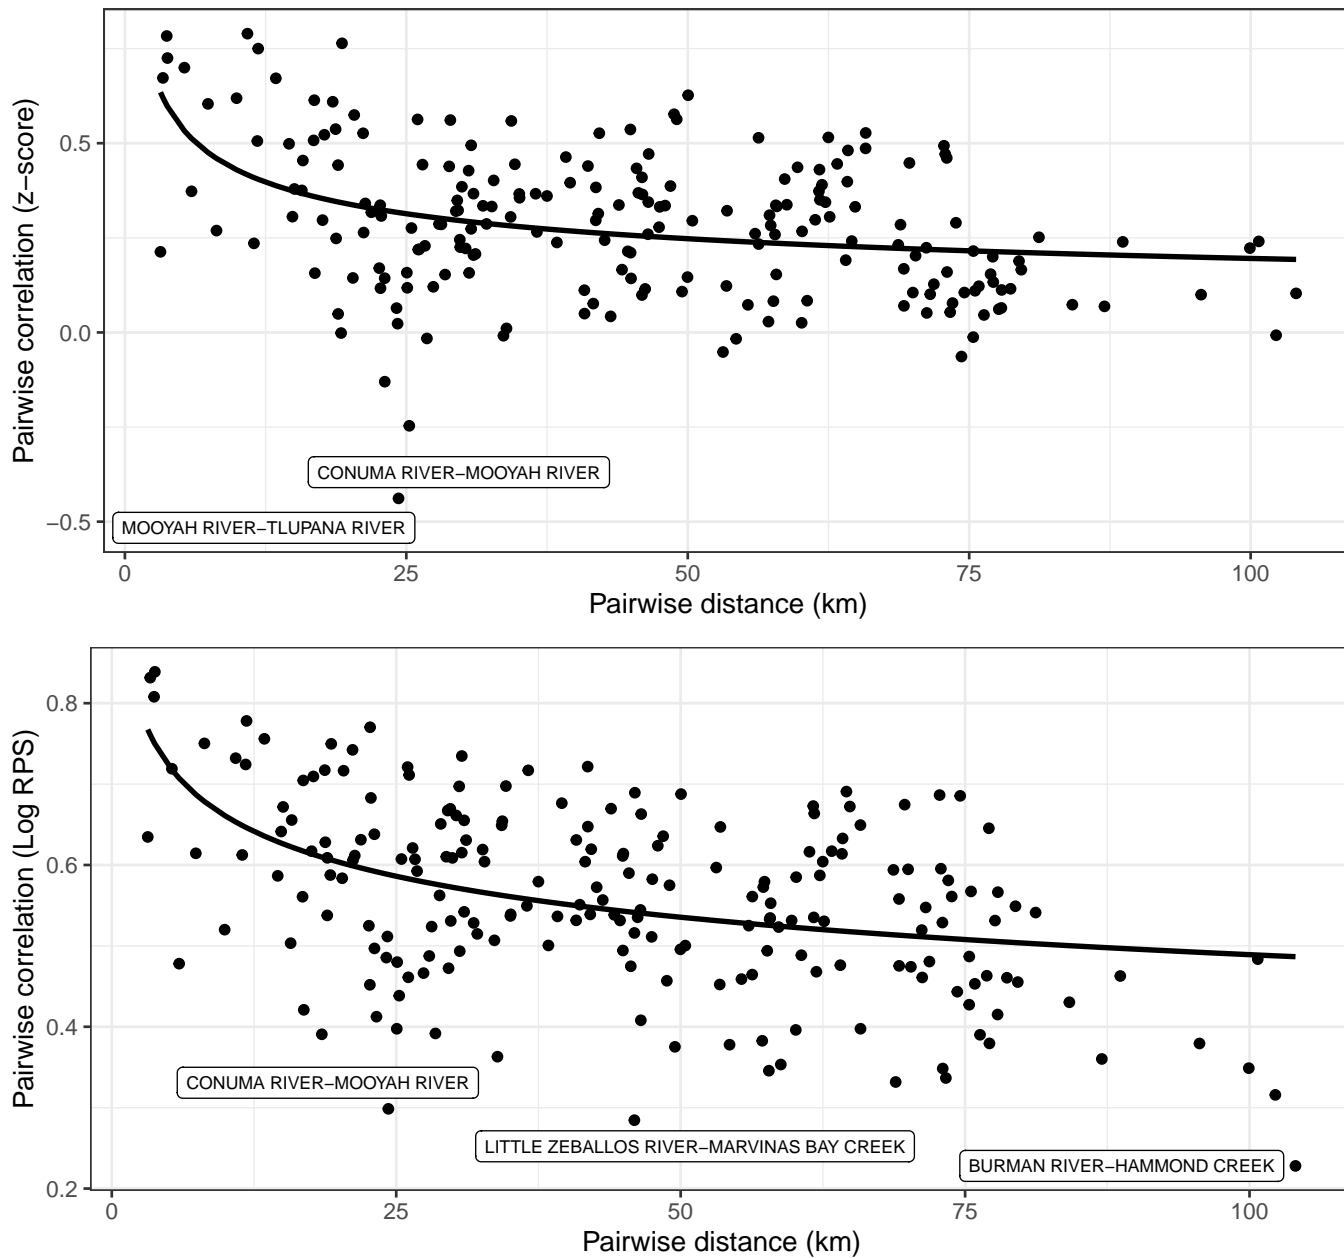 Pairwise correlation (z−score)
0.5
0.0
−0.5
CONUMA RIVER−MOOYAH RIVER
MOOYAH RIVER−TLUPANA RIVER
0 25 50 75 100
Pairwise distance (km)
Pairwise correlation (Log RPS)
0.8
0.6
0.4
0.2
CONUMA RIVER−MOOYAH RIVER
LITTLE ZEBALLOS RIVER−MARVINAS BAY CREEK
BURMAN RIVER−HAMMOND CREEK
0 25 50 75 100
Pairwise distance (km)